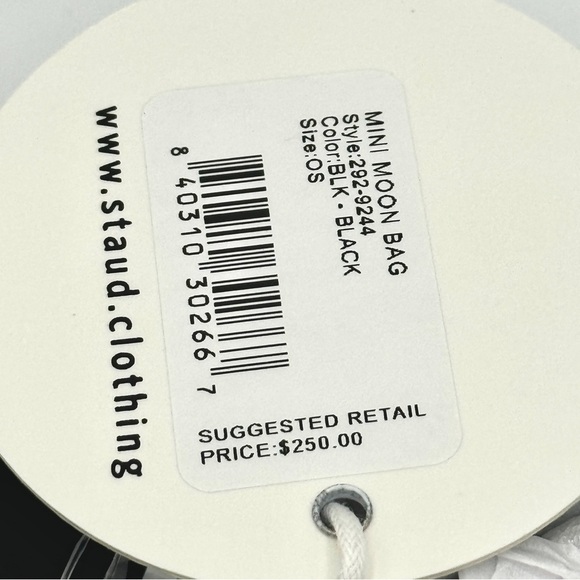 MINI MOON BAG
Style:292-9244
Color:BLK - BLACK
Size:OS
8 40310 30266 7
SUGGESTED RETAIL
PRICE:$250.00
www.staud.clothing